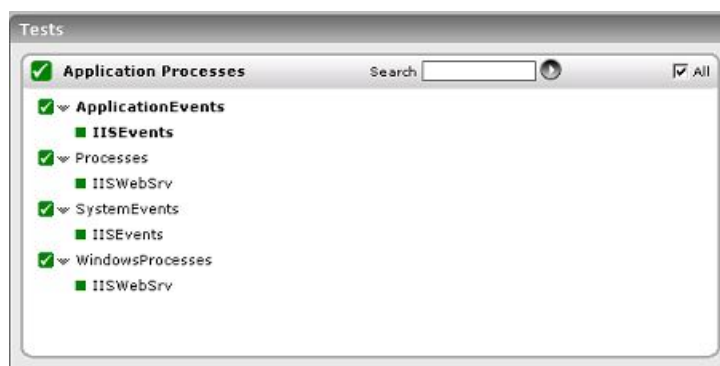 Tests
Application Processes Search All
ApplicationEvents
IISEvents
Processes
IISWebSrv
SystemEvents
IISEvents
WindowsProcesses
IISWebSrv